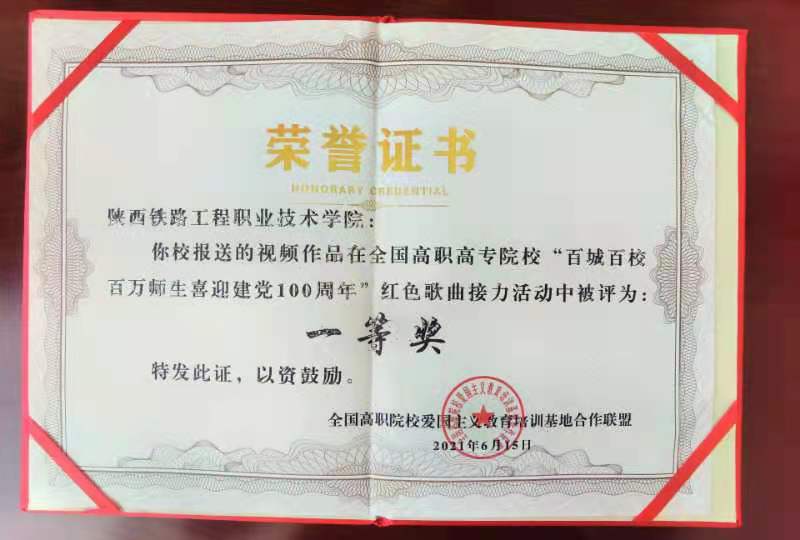 荣誉证书
HONORARY CREDENTIAL
陕西铁路工程职业技术学院：
你校报送的视频作品在全国高职高专院校“百城百校
百万师生喜迎建党100周年”红色歌曲接力活动中被评为：
一等奖
特发此证，以资鼓励。
全国高职院校爱国主义教育培训基地合作联盟
2021年6月15日